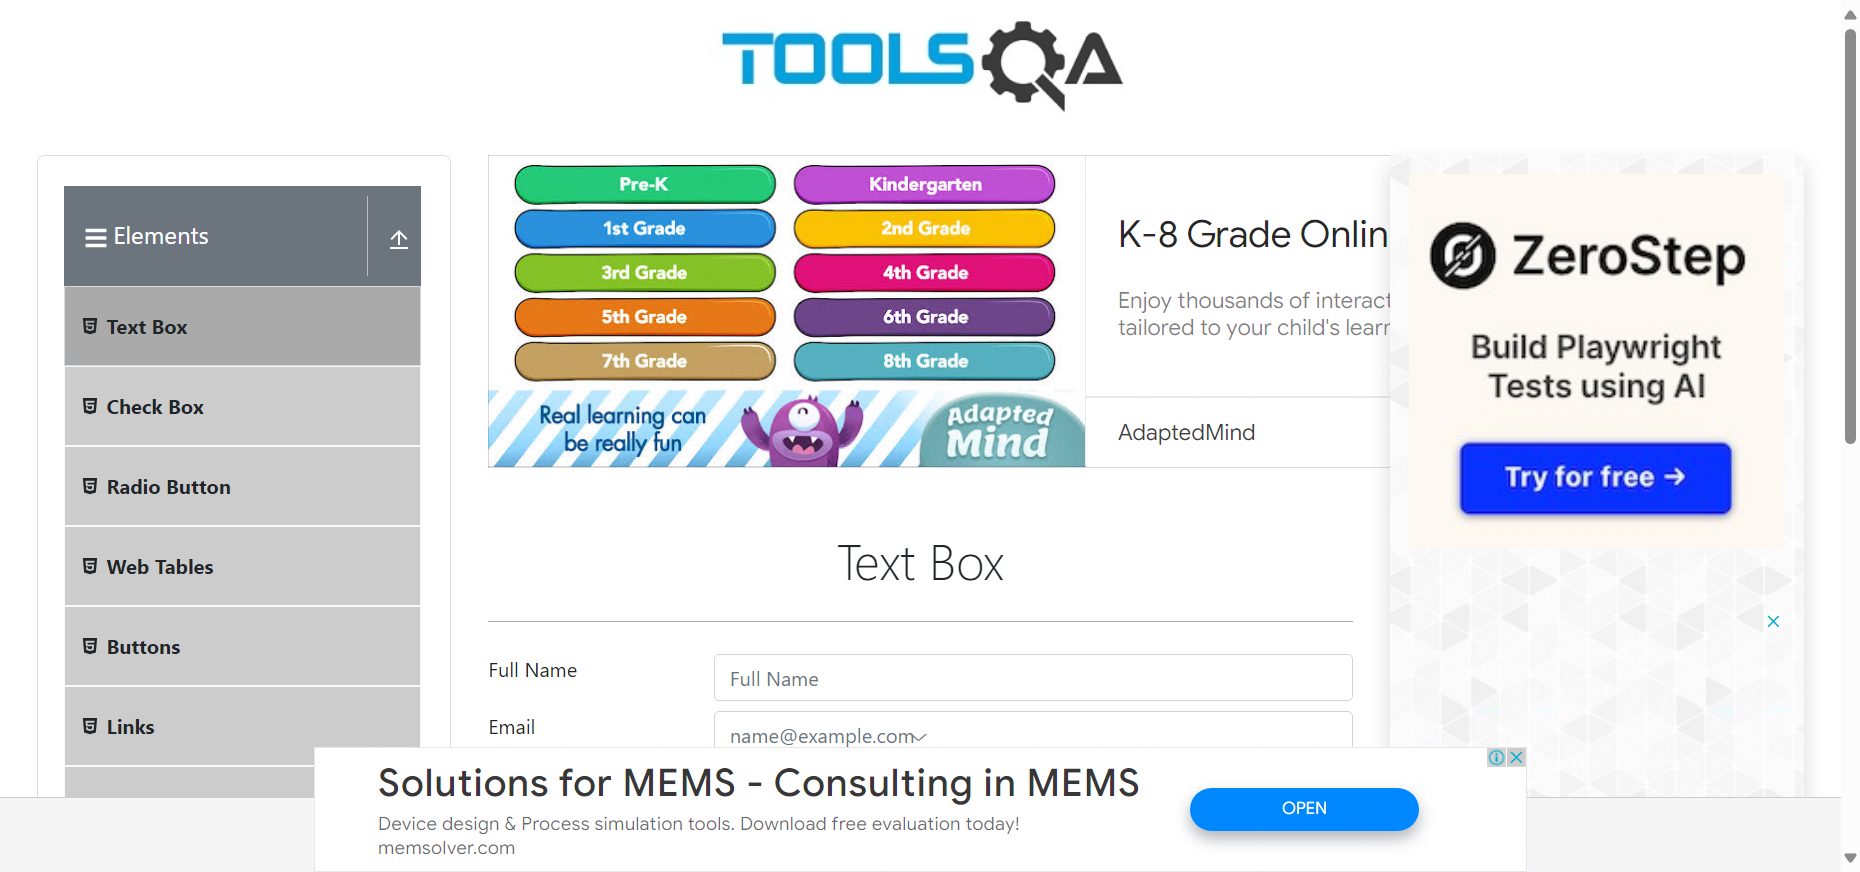 TOOLSQA
Elements
Text Box
Check Box
Radio Button
Web Tables
Buttons
Links
Pre-K
Kindergarten
1st Grade
2nd Grade
3rd Grade
4th Grade
5th Grade
6th Grade
7th Grade
8th Grade
Real learning can
be really fun
Adapted
Mind
K-8 Grade Onlin
Enjoy thousands of interact
tailored to your child's learr
AdaptedMind
ZeroStep
Build Playwright
Tests using AI
Try for free →
Text Box
Full Name
Full Name
Email
name@example.com
Solutions for MEMS - Consulting in MEMS
Device design & Process simulation tools. Download free evaluation today!
memsolver.com
OPEN